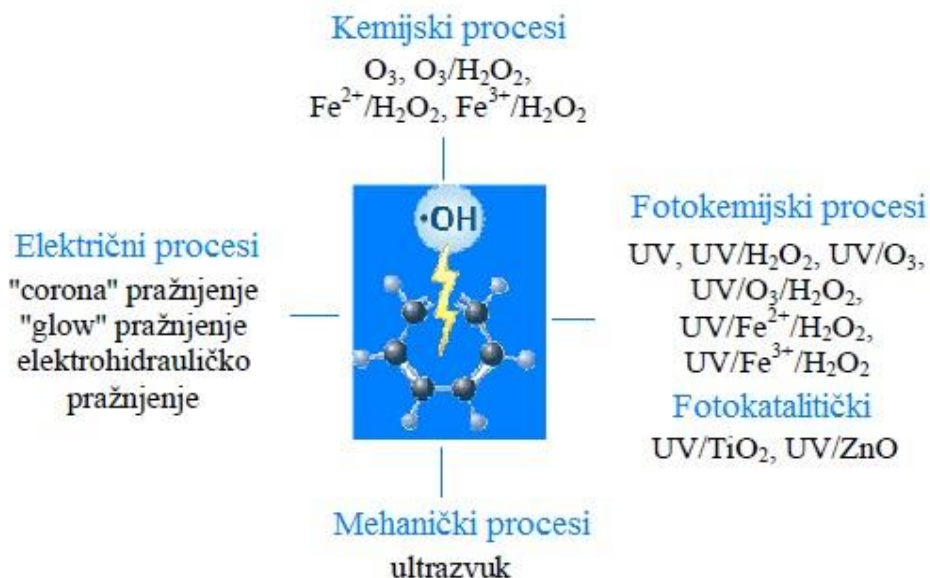 Kemijski procesi
O₃, O₃/H₂O₂,
Fe²⁺/H₂O₂, Fe³⁺/H₂O₂
·OH
Električni procesi
"corona" pražnjenje
"glow" pražnjenje
elektrohidrauličko
pražnjenje
Fotokemijski procesi
UV, UV/H₂O₂, UV/O₃,
UV/O₃/H₂O₂,
UV/Fe²⁺/H₂O₂,
UV/Fe³⁺/H₂O₂
Fotokatalitički
UV/TiO₂, UV/ZnO
Mehanički procesi
ultrazvuk